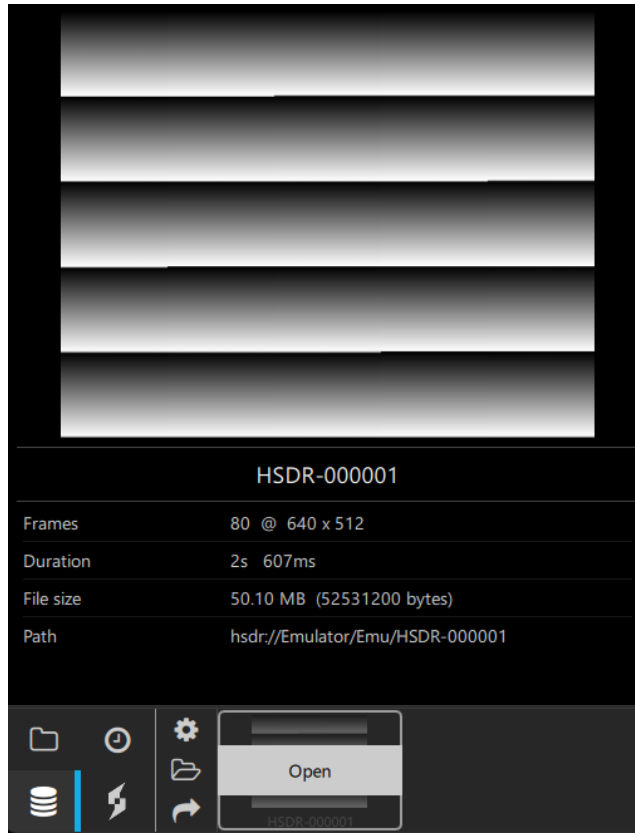 HSDR-000001
Frames 80 @ 640 x 512
Duration 2s 607ms
File size 50.10 MB (52531200 bytes)
Path hsdr://Emulator/Emu/HSDR-000001
Open
HSDR-000001